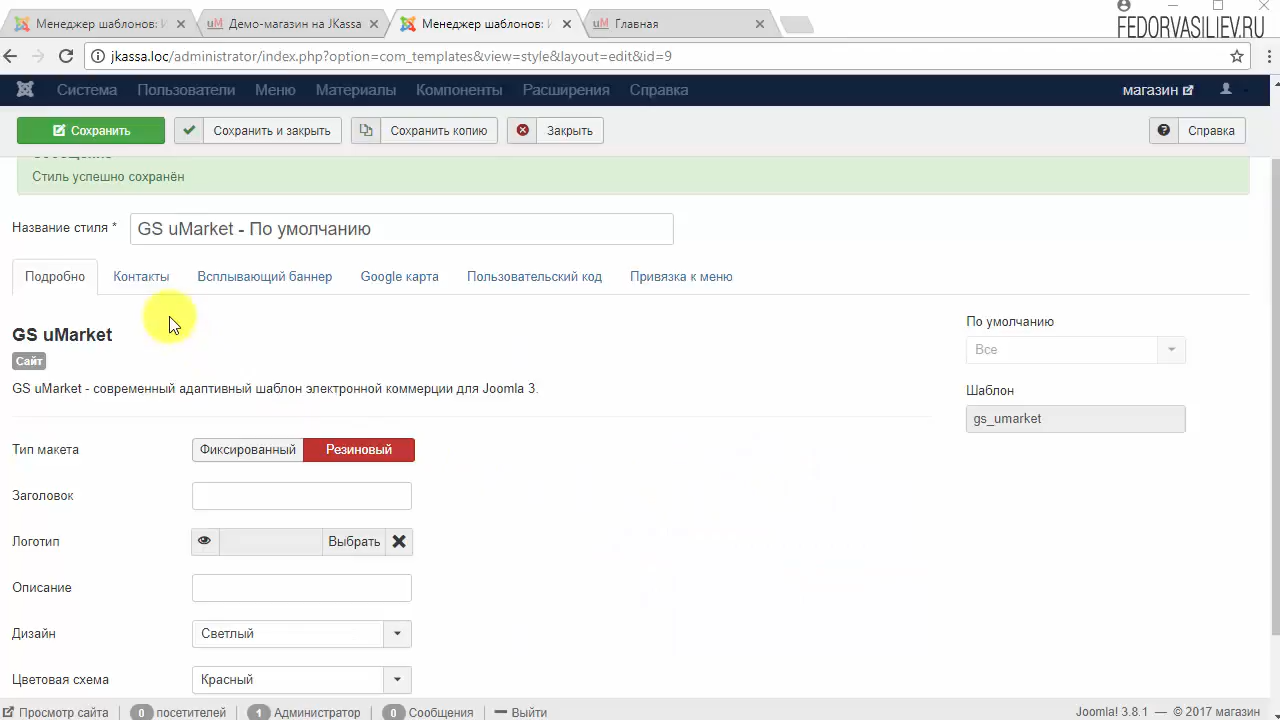 Менеджер шаблонов: И
Демо-магазин на JKassa
Менеджер шаблонов: И
Главная
FEDORVASILIEV.RU
jkassa.loc/administrator/index.php?option=com_templates&view=style&layout=edit&id=9
Система Пользователи Меню Материалы Компоненты Расширения Справка магазин
Сохранить Сохранить и закрыть Сохранить копию Закрыть Справка
Сообщение
Стиль успешно сохранён
Название стиля * GS uMarket - По умолчанию
Подробно Контакты Всплывающий баннер Google карта Пользовательский код Привязка к меню
GS uMarket
Сайт
GS uMarket - современный адаптивный шаблон электронной коммерции для Joomla 3.
По умолчанию
Все
Шаблон
gs_umarket
Тип макета Фиксированный Резиновый
Заголовок
Логотип Выбрать
Описание
Дизайн Светлый
Цветовая схема Красный
Просмотр сайта 0 посетителей 1 Администратор 0 Сообщения Выйти Joomla! 3.8.1 — © 2017 магазин